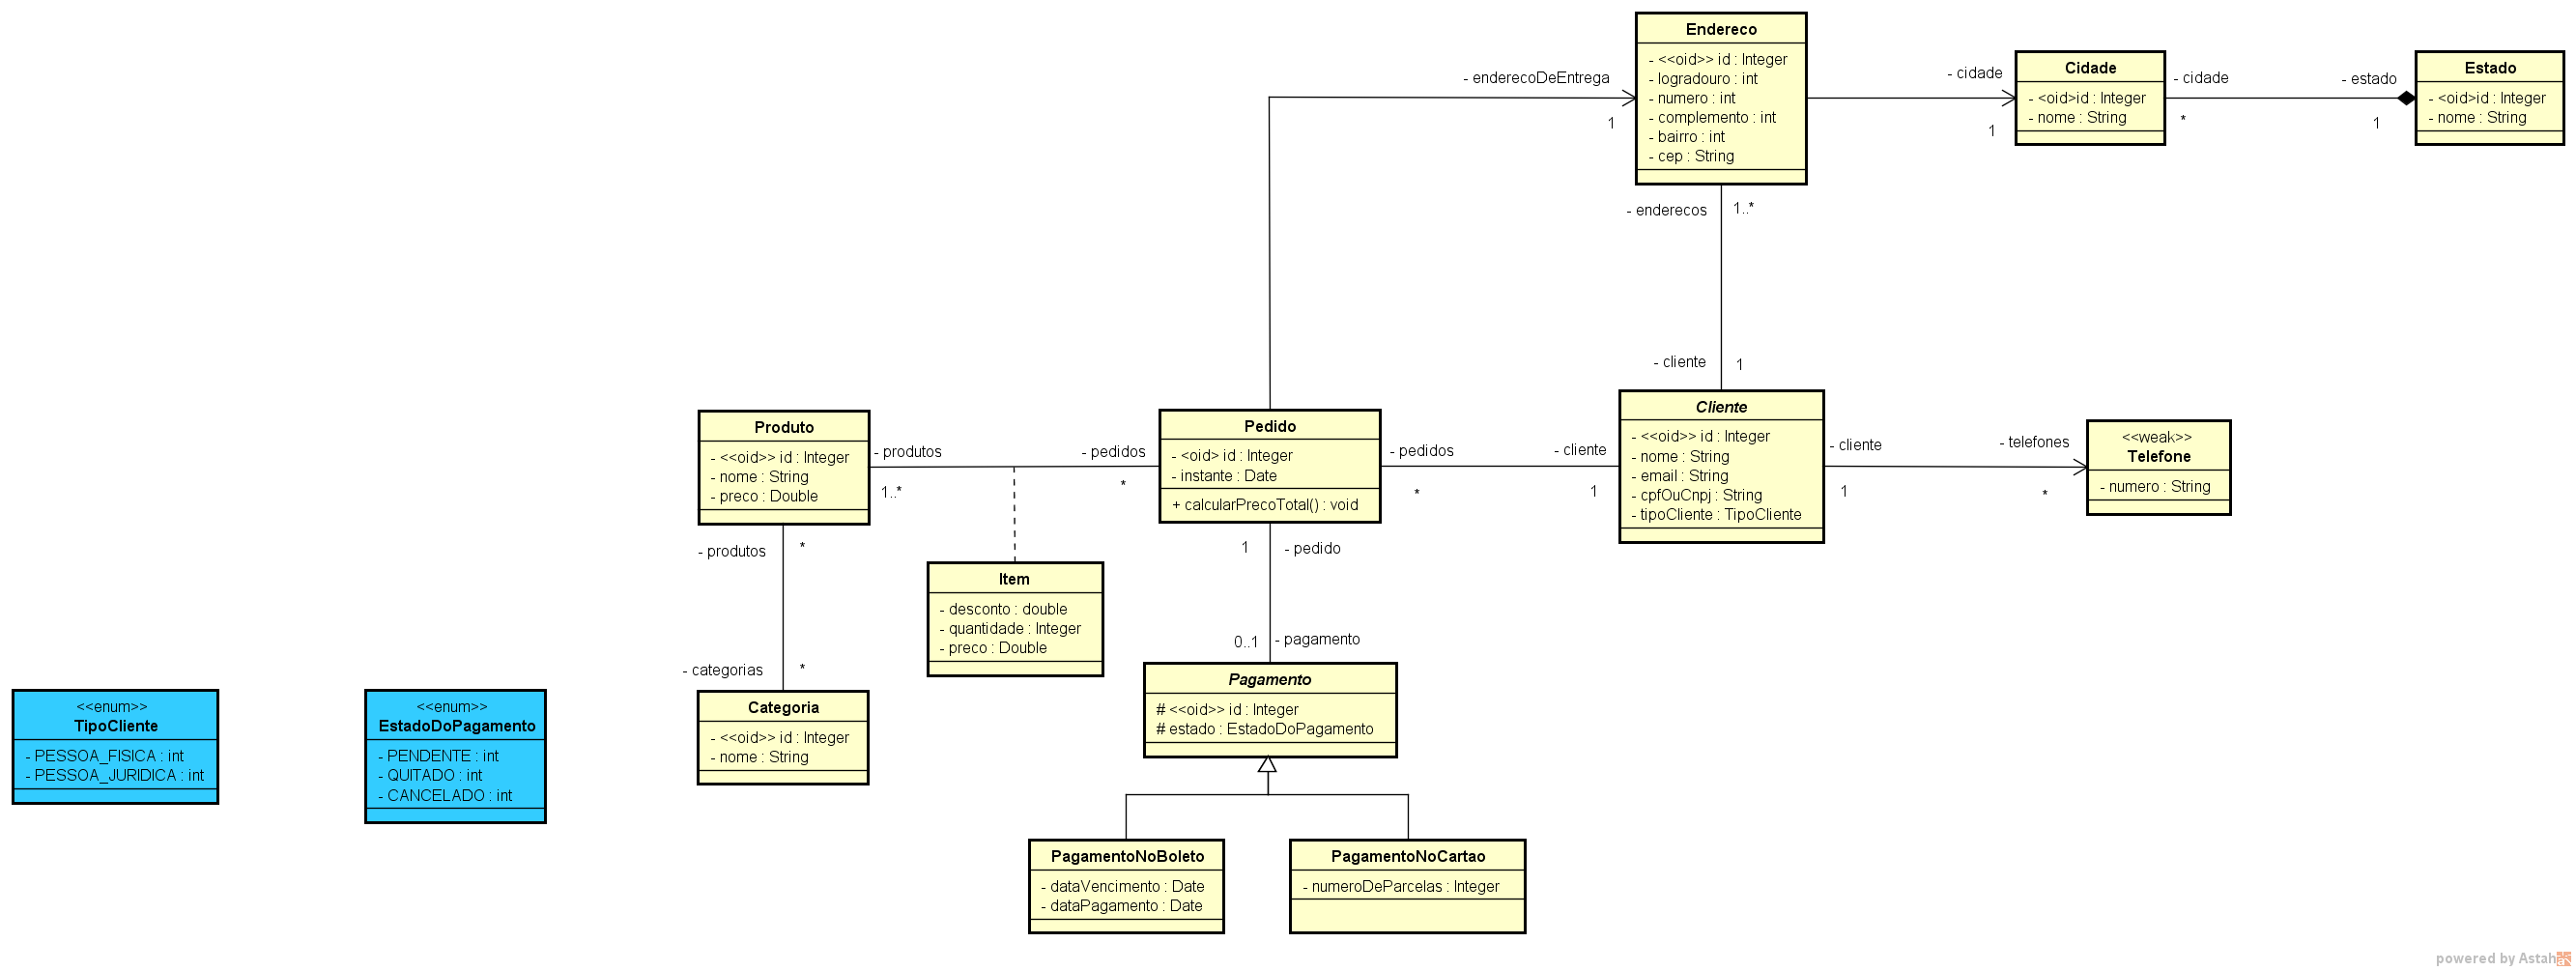 Endereco
- <<oid>> id : Integer
- logradouro : int
- numero : int
- complemento : int
- bairro : int
- cep : String
- enderecoDeEntrega
1
- cidade
1
Cidade
- <oid>id : Integer
- nome : String
- cidade
*
- estado
1
Estado
- <oid>id : Integer
- nome : String
- enderecos
1..*
- cliente
1
Produto
- <<oid>> id : Integer
- nome : String
- preco : Double
- produtos
1..*
- pedidos
*
Pedido
- <oid> id : Integer
- instante : Date
+ calcularPrecoTotal() : void
- pedidos
*
- cliente
1
Cliente
- <<oid>> id : Integer
- nome : String
- email : String
- cpfOuCnpj : String
- tipoCliente : TipoCliente
- cliente
1
- telefones
*
<<weak>>
Telefone
- numero : String
- produtos
*
- categorias
*
Item
- desconto : double
- quantidade : Integer
- preco : Double
1
- pedido
0..1
- pagamento
<<enum>>
TipoCliente
- PESSOA_FISICA : int
- PESSOA_JURIDICA : int
<<enum>>
EstadoDoPagamento
- PENDENTE : int
- QUITADO : int
- CANCELADO : int
Categoria
- <<oid>> id : Integer
- nome : String
Pagamento
# <<oid>> id : Integer
# estado : EstadoDoPagamento
PagamentoNoBoleto
- dataVencimento : Date
- dataPagamento : Date
PagamentoNoCartao
- numeroDeParcelas : Integer
powered by Astah